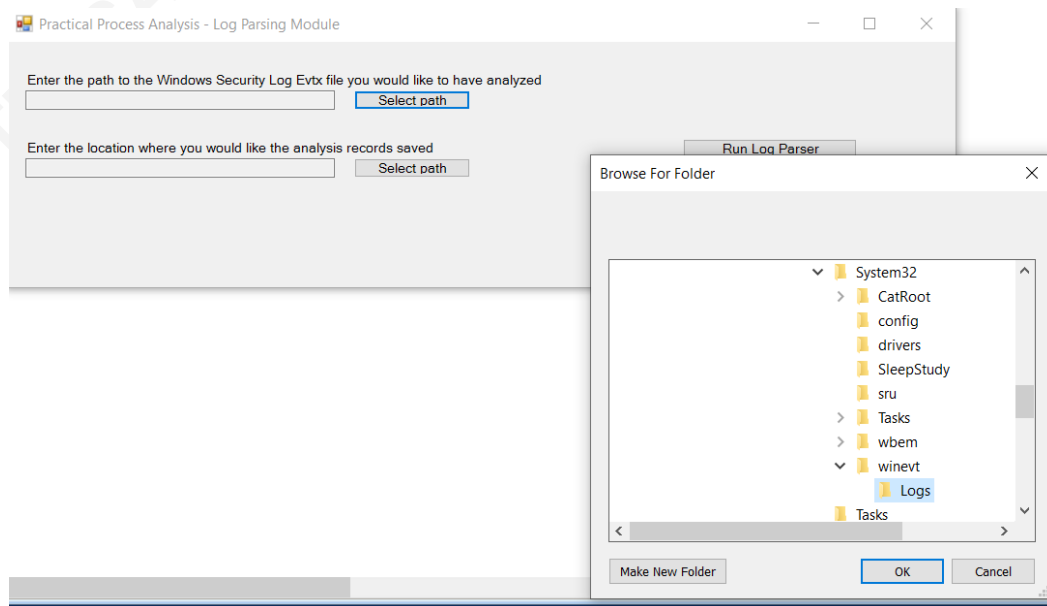 Practical Process Analysis - Log Parsing Module
Enter the path to the Windows Security Log Evtx file you would like to have analyzed
Select path
Enter the location where you would like the analysis records saved
Select path
Run Log Parser
Browse For Folder
System32
CatRoot
config
drivers
SleepStudy
sru
Tasks
wbem
winevt
Logs
Tasks
Make New Folder
OK
Cancel